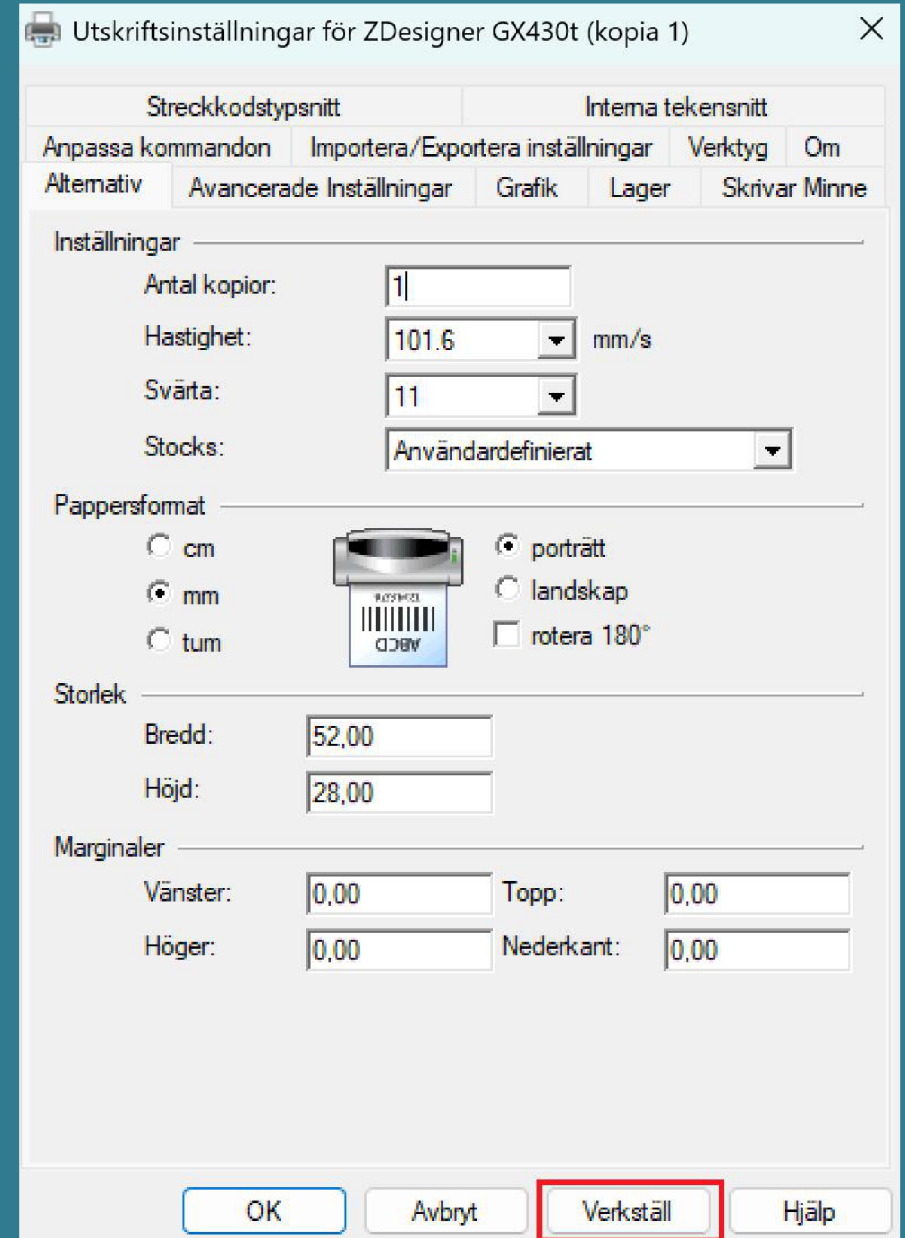 Utskriftsinställningar för ZDesigner GX430t (kopia 1)
Streckkodstypsnitt Interna tekensnitt
Anpassa kommandon Importera/Exportera inställningar Verktyg Om
Alternativ Avancerade Inställningar Grafik Lager Skrivar Minne
Inställningar
Antal kopior: 1
Hastighet: 101.6 mm/s
Svärta: 11
Stocks: Användardefinierat
Pappersformat
cm porträtt
mm landskap
tum rotera 180°
ABCD
Storlek
Bredd: 52,00
Höjd: 28,00
Marginaler
Vänster: 0,00 Topp: 0,00
Höger: 0,00 Nederkant: 0,00
OK Avbryt Verkställ Hjälp